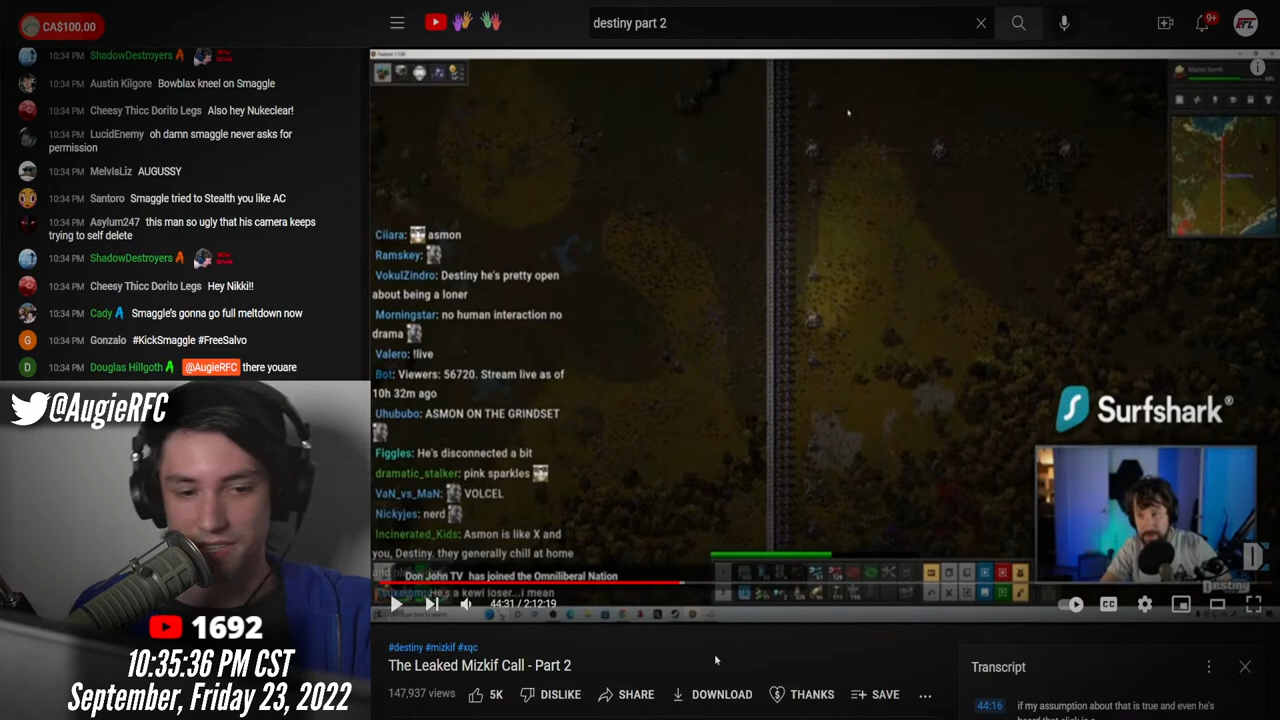 CA$100.00
10:34 PM ShadowDestroyers
10:34 PM Austin Kilgore Bowblax kneel on Smaggle
10:34 PM Cheesy Thicc Dorito Legs Also hey Nukeclear!
10:34 PM LucidEnemy oh damn smaggle never asks for
permission
10:34 PM MelvIsLiz AUGUSSY
10:34 PM Santoro Smaggle tried to Stealth you like AC
10:34 PM Asylum247 this man so ugly that his camera keeps
trying to self delete
10:34 PM ShadowDestroyers
10:34 PM Cheesy Thicc Dorito Legs Hey Nikki!!
10:34 PM Cady Smaggle's gonna go full meltdown now
10:34 PM Gonzalo #KickSmaggle #FreeSalvo
10:34 PM Douglas Hillgoth @AugieRFC there youare
@AugieRFC
1692
10:35:36 PM CST
September, Friday 23, 2022
destiny part 2
9+
RFC
Ciiara: asmon
Ramskey:
VokulZindro: Destiny he's pretty open
about being a loner
Morningstar: no human interaction no
drama
Valero: !live
Bot: Viewers: 56720. Stream live as of
10h 32m ago
Uhububo: ASMON ON THE GRINDSET
Figgles: He's disconnected a bit
dramatic_stalker: pink sparkles
VaN_vs_MaN: VOLCEL
Nickyjes: nerd
Incinerated_Kids: Asmon is like X and
you, Destiny. they generally chill at home
Don John TV has joined the Omniliberal Nation
He's a kewl loser...I mean
Surfshark®
D
Destiny
44:31 / 2:12:19
#destiny #mizkif #xqc
The Leaked Mizkif Call - Part 2
147,937 views 5K DISLIKE SHARE DOWNLOAD THANKS SAVE
Transcript
44:16 if my assumption about that is true and even he's